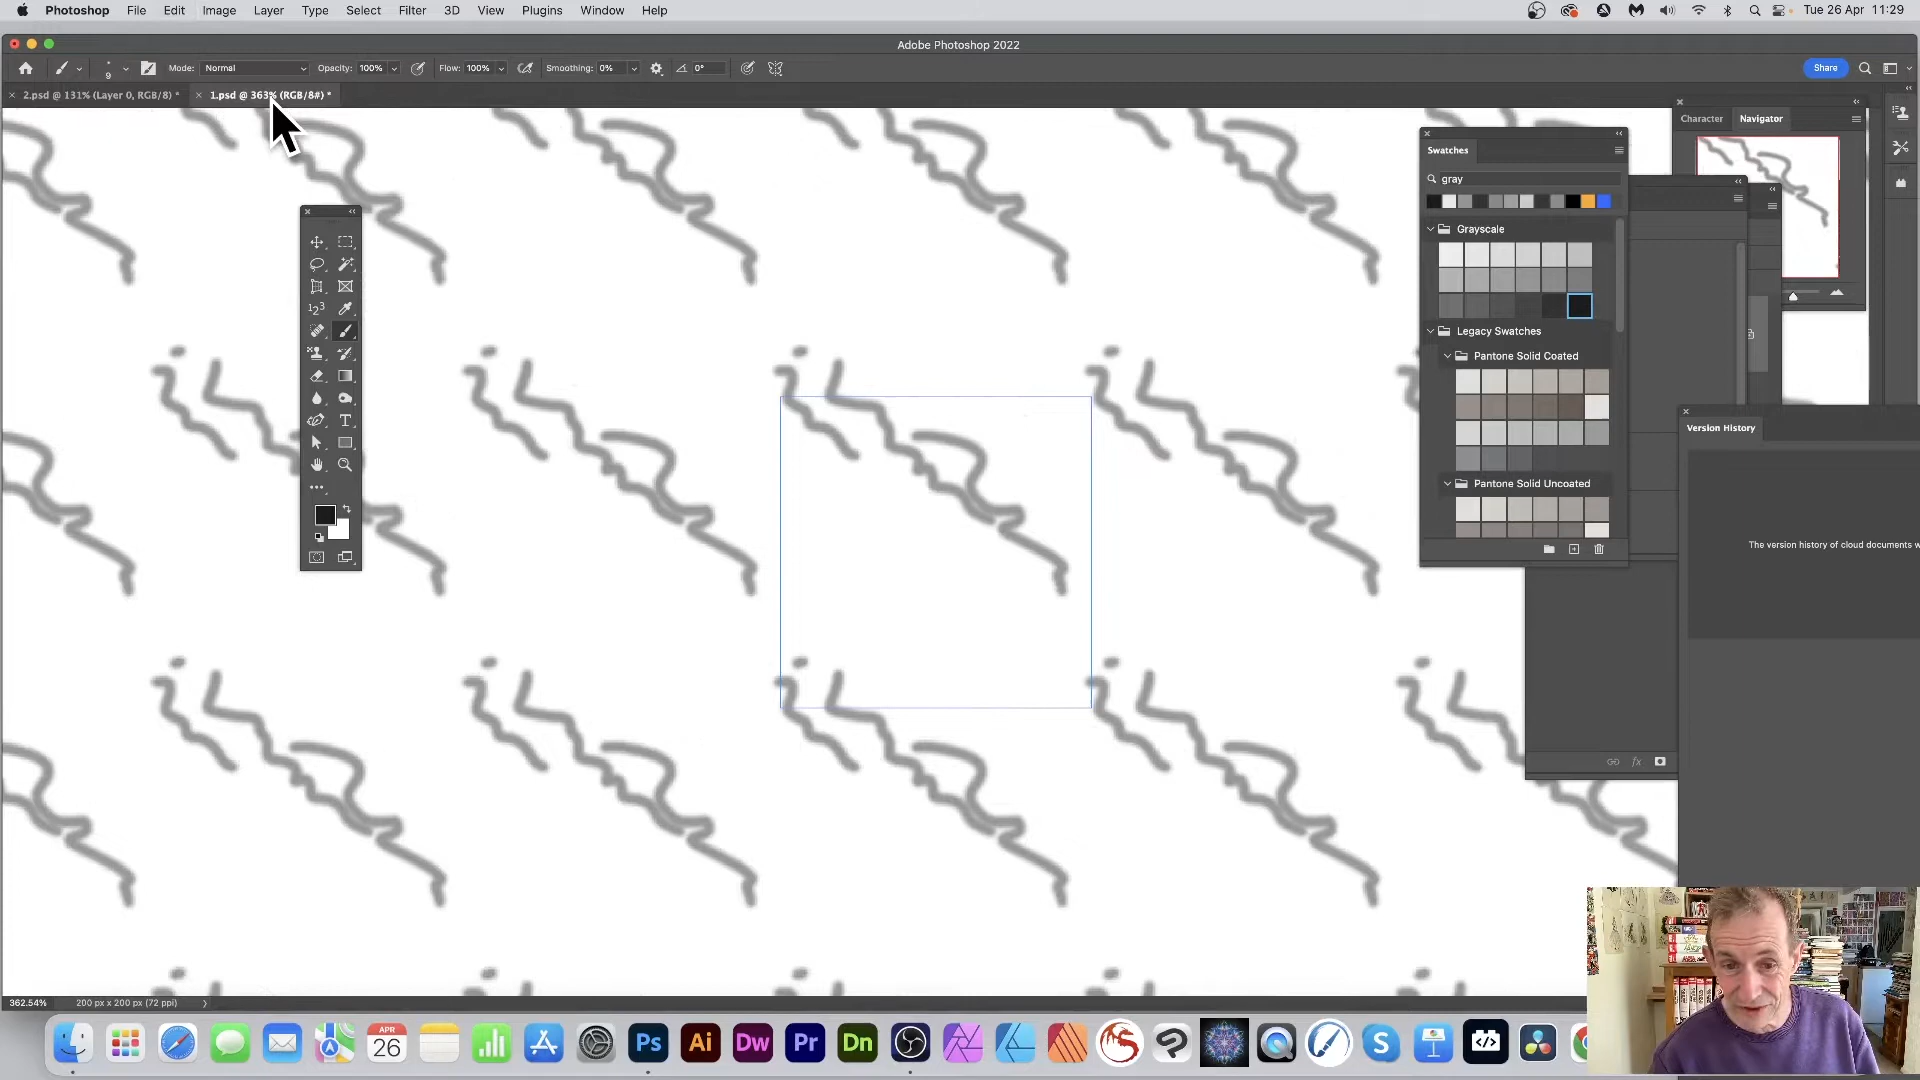 Photoshop File Edit Image Layer Type Select Filter 3D View Plugins Window Help Tue 26 Apr 11:29
Adobe Photoshop 2022
9 Mode: Normal Opacity: 100% Flow: 100% Smoothing: 0% 0° Share
2.psd @ 131% (Layer 0, RGB/8) * 1.psd @ 363% (RGB/8#) *
Character Navigator
Swatches
gray
Grayscale
Legacy Swatches
Pantone Solid Coated
Pantone Solid Uncoated
Version History
The version history of cloud documents w
fx
362.54% 200 px x 200 px (72 ppi)
APR
26
Ps Ai Dw Pr Dn